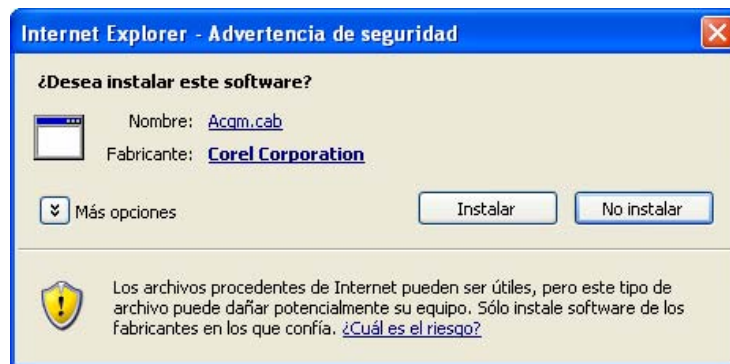 Internet Explorer - Advertencia de seguridad
¿Desea instalar este software?
Nombre: Acgm.cab
Fabricante: Corel Corporation
Más opciones
Instalar
No instalar
Los archivos procedentes de Internet pueden ser útiles, pero este tipo de
archivo puede dañar potencialmente su equipo. Sólo instale software de los
fabricantes en los que confía. ¿Cuál es el riesgo?